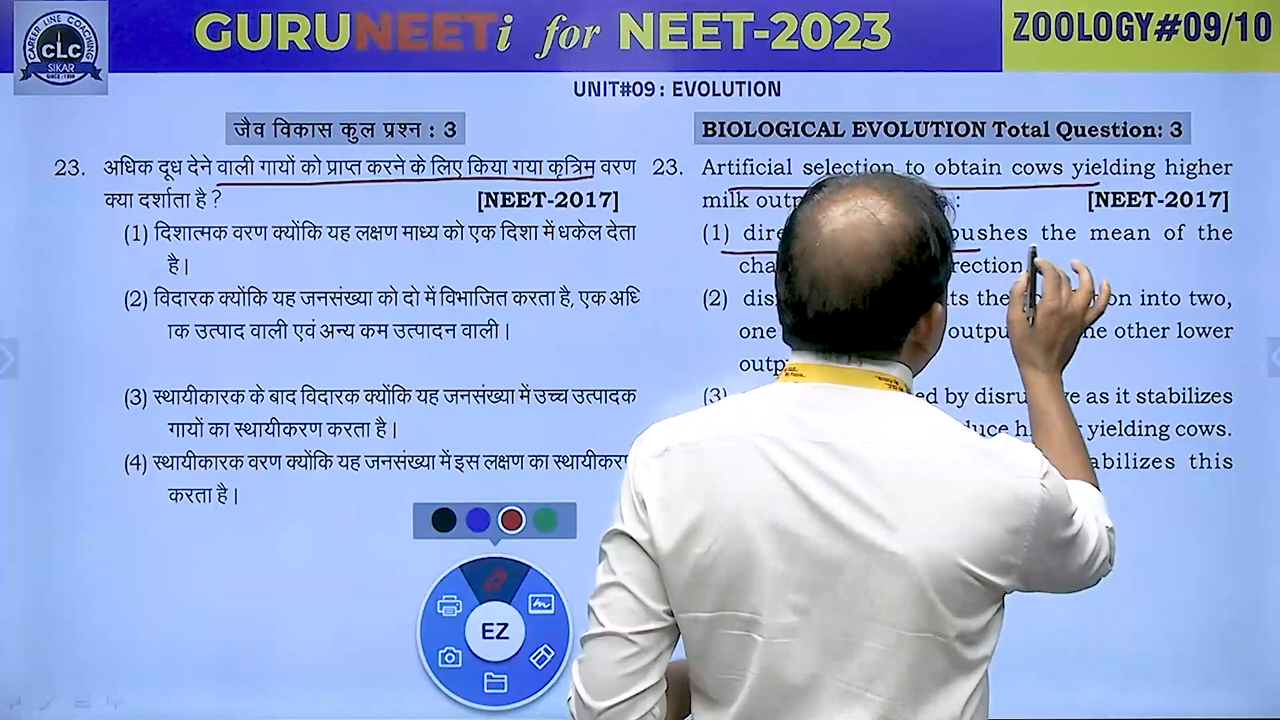 GURUNEETi for NEET-2023
ZOOLOGY#09/10
CAREER LINE COACHING
CLC
SIKAR
SINCE : 1996
UNIT#09 : EVOLUTION
जैव विकास कुल प्रश्न : 3
23. अधिक दूध देने वाली गायों को प्राप्त करने के लिए किया गया कृत्रिम वरण
क्या दर्शाता है ? [NEET-2017]
(1) दिशात्मक वरण क्योंकि यह लक्षण माध्य को एक दिशा में धकेल देता
है।
(2) विदारक क्योंकि यह जनसंख्या को दो में विभाजित करता है, एक अधि
क उत्पाद वाली एवं अन्य कम उत्पादन वाली।
(3) स्थायीकारक के बाद विदारक क्योंकि यह जनसंख्या में उच्च उत्पादक
गायों का स्थायीकरण करता है।
(4) स्थायीकारक वरण क्योंकि यह जनसंख्या में इस लक्षण का स्थायीकरण
करता है।
BIOLOGICAL EVOLUTION Total Question: 3
23. Artificial selection to obtain cows yielding higher
milk outp : [NEET-2017]
(1) dire pushes the mean of the
cha rection
(2) dis ts the on into two,
one outpu he other lower
outp
(3) ed by disru ve as it stabilizes
duce h yielding cows.
abilizes this
EZ